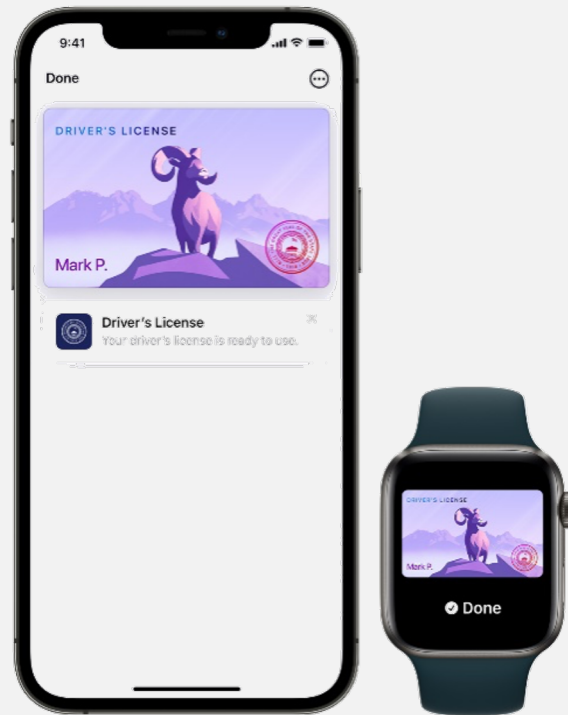 9:41
Done
DRIVER'S LICENSE
Mark P.
Driver's License
Your driver's license is ready to use.
DRIVER'S LICENSE
Mark P.
Done